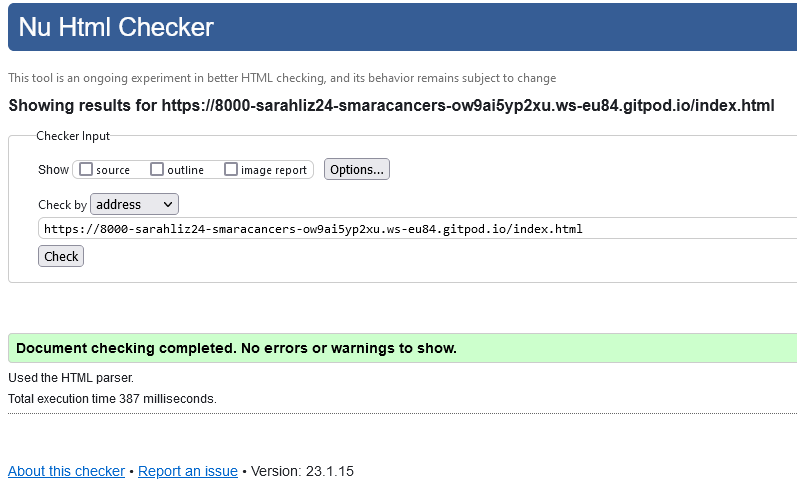 Nu Html Checker
This tool is an ongoing experiment in better HTML checking, and its behavior remains subject to change
Showing results for https://8000-sarahliz24-smaracancers-ow9ai5yp2xu.ws-eu84.gitpod.io/index.html
Checker Input
Show source outline image report Options...
Check by address
https://8000-sarahliz24-smaracancers-ow9ai5yp2xu.ws-eu84.gitpod.io/index.html
Check
Document checking completed. No errors or warnings to show.
Used the HTML parser.
Total execution time 387 milliseconds.
About this checker • Report an issue • Version: 23.1.15